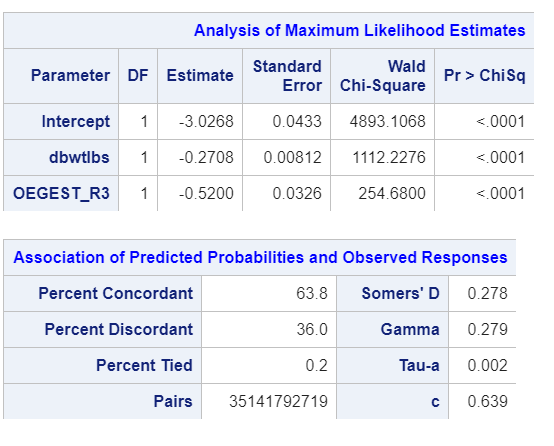 Analysis of Maximum Likelihood Estimates
Parameter DF Estimate Standard Error Wald Chi-Square Pr > ChiSq
Intercept 1 -3.0268 0.0433 4893.1068 <.0001
dbwtlbs 1 -0.2708 0.00812 1112.2276 <.0001
OEGEST_R3 1 -0.5200 0.0326 254.6800 <.0001
Association of Predicted Probabilities and Observed Responses
Percent Concordant 63.8 Somers' D 0.278
Percent Discordant 36.0 Gamma 0.279
Percent Tied 0.2 Tau-a 0.002
Pairs 35141792719 c 0.639